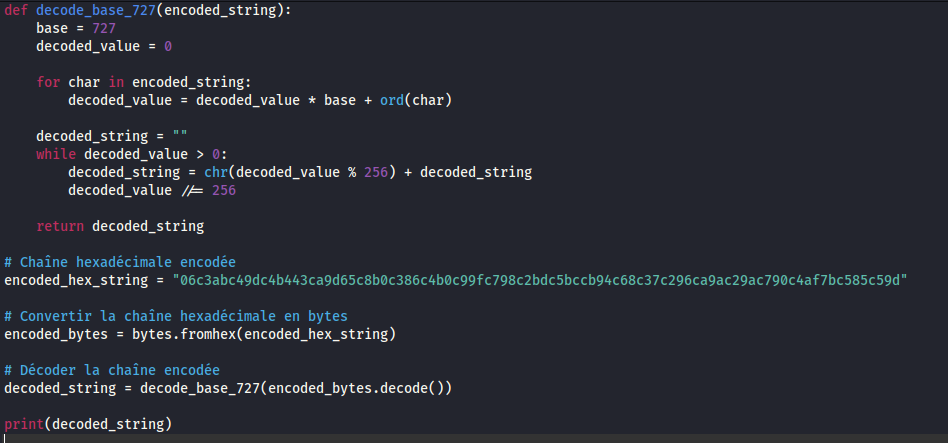 def decode_base_727(encoded_string):
    base = 727
    decoded_value = 0
    for char in encoded_string:
        decoded_value = decoded_value * base + ord(char)
    decoded_string = ""
    while decoded_value > 0:
        decoded_string = chr(decoded_value % 256) + decoded_string
        decoded_value //= 256
    return decoded_string
# Chaîne hexadécimale encodée
encoded_hex_string = "06c3abc49dc4b443ca9d65c8b0c386c4b0c99fc798c2bdc5bccb94c68c37c296ca9ac29ac790c4af7bc585c59d"
# Convertir la chaîne hexadécimale en bytes
encoded_bytes = bytes.fromhex(encoded_hex_string)
# Décoder la chaîne encodée
decoded_string = decode_base_727(encoded_bytes.decode())
print(decoded_string)